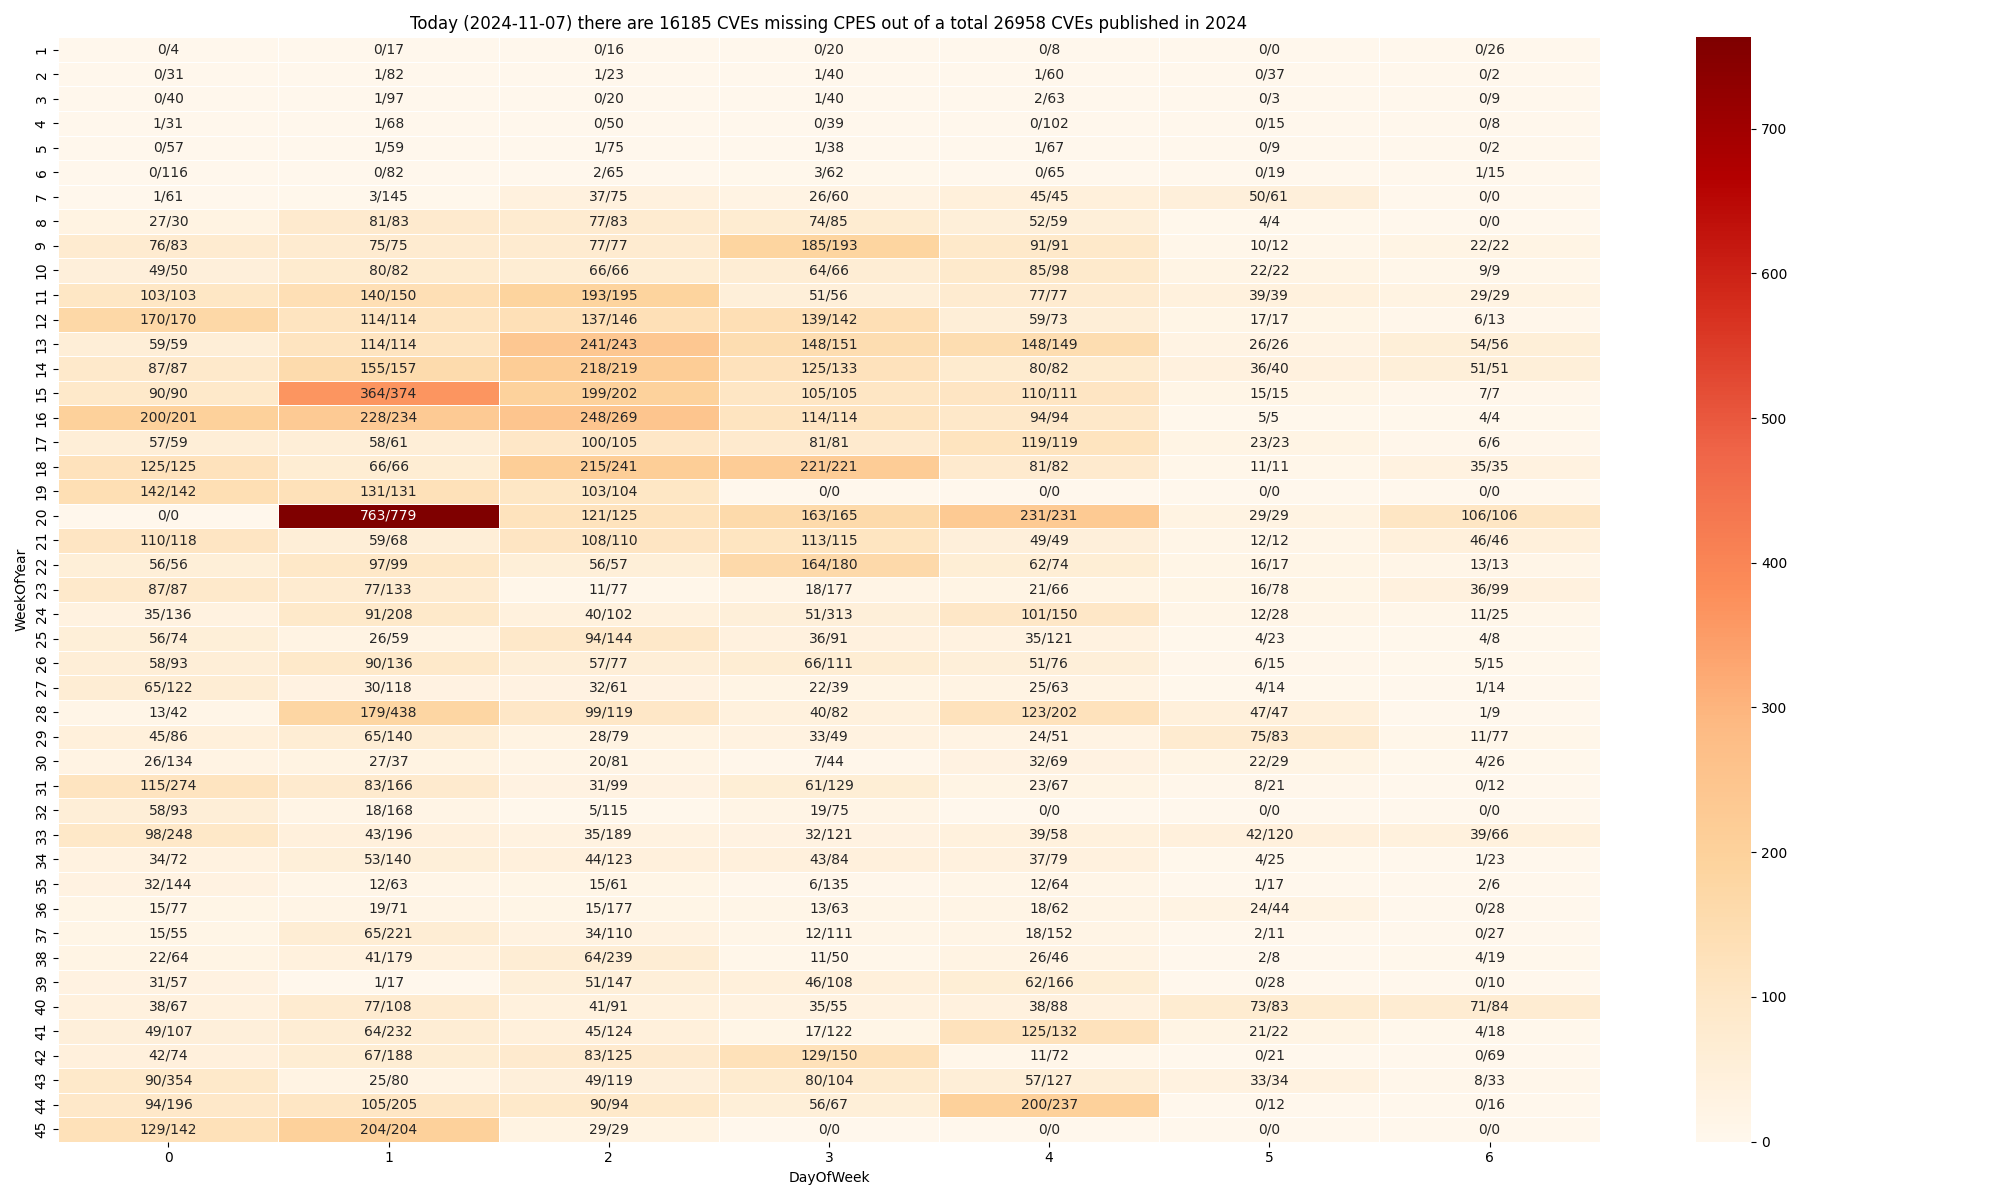 Today (2024-11-07) there are 16185 CVEs missing CPES out of a total 26958 CVEs published in 2024
1 0/4 0/17 0/16 0/20 0/8 0/0 0/26
2 0/31 1/82 1/23 1/40 1/60 0/37 0/2
3 0/40 1/97 0/20 1/40 2/63 0/3 0/9
4 1/31 1/68 0/50 0/39 0/102 0/15 0/8
5 0/57 1/59 1/75 1/38 1/67 0/9 0/2
6 0/116 0/82 2/65 3/62 0/65 0/19 1/15
7 1/61 3/145 37/75 26/60 45/45 50/61 0/0
8 27/30 81/83 77/83 74/85 52/59 4/4 0/0
9 76/83 75/75 77/77 185/193 91/91 10/12 22/22
10 49/50 80/82 66/66 64/66 85/98 22/22 9/9
11 103/103 140/150 193/195 51/56 77/77 39/39 29/29
12 170/170 114/114 137/146 139/142 59/73 17/17 6/13
13 59/59 114/114 241/243 148/151 148/149 26/26 54/56
14 87/87 155/157 218/219 125/133 80/82 36/40 51/51
15 90/90 364/374 199/202 105/105 110/111 15/15 7/7
16 200/201 228/234 248/269 114/114 94/94 5/5 4/4
17 57/59 58/61 100/105 81/81 119/119 23/23 6/6
18 125/125 66/66 215/241 221/221 81/82 11/11 35/35
19 142/142 131/131 103/104 0/0 0/0 0/0 0/0
20 0/0 763/779 121/125 163/165 231/231 29/29 106/106
21 110/118 59/68 108/110 113/115 49/49 12/12 46/46
22 56/56 97/99 56/57 164/180 62/74 16/17 13/13
23 87/87 77/133 11/77 18/177 21/66 16/78 36/99
24 35/136 91/208 40/102 51/313 101/150 12/28 11/25
25 56/74 26/59 94/144 36/91 35/121 4/23 4/8
26 58/93 90/136 57/77 66/111 51/76 6/15 5/15
27 65/122 30/118 32/61 22/39 25/63 4/14 1/14
28 13/42 179/438 99/119 40/82 123/202 47/47 1/9
29 45/86 65/140 28/79 33/49 24/51 75/83 11/77
30 26/134 27/37 20/81 7/44 32/69 22/29 4/26
31 115/274 83/166 31/99 61/129 23/67 8/21 0/12
32 58/93 18/168 5/115 19/75 0/0 0/0 0/0
33 98/248 43/196 35/189 32/121 39/58 42/120 39/66
34 34/72 53/140 44/123 43/84 37/79 4/25 1/23
35 32/144 12/63 15/61 6/135 12/64 1/17 2/6
36 15/77 19/71 15/177 13/63 18/62 24/44 0/28
37 15/55 65/221 34/110 12/111 18/152 2/11 0/27
38 22/64 41/179 64/239 11/50 26/46 2/8 4/19
39 31/57 1/17 51/147 46/108 62/166 0/28 0/10
40 38/67 77/108 41/91 35/55 38/88 73/83 71/84
41 49/107 64/232 45/124 17/122 125/132 21/22 4/18
42 42/74 67/188 83/125 129/150 11/72 0/21 0/69
43 90/354 25/80 49/119 80/104 57/127 33/34 8/33
44 94/196 105/205 90/94 56/67 200/237 0/12 0/16
45 129/142 204/204 29/29 0/0 0/0 0/0 0/0
0 1 2 3 4 5 6
DayOfWeek
WeekOfYear
700
600
500
400
300
200
100
0